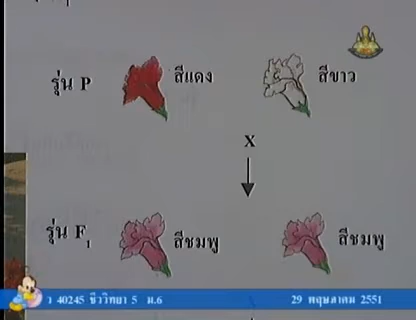 รุ่น P
สีแดง
สีขาว
X
รุ่น F1
สีชมพู
สีชมพู
ว 40245 ชีววิทยา 5 ม.6
29 พฤษภาคม 2551